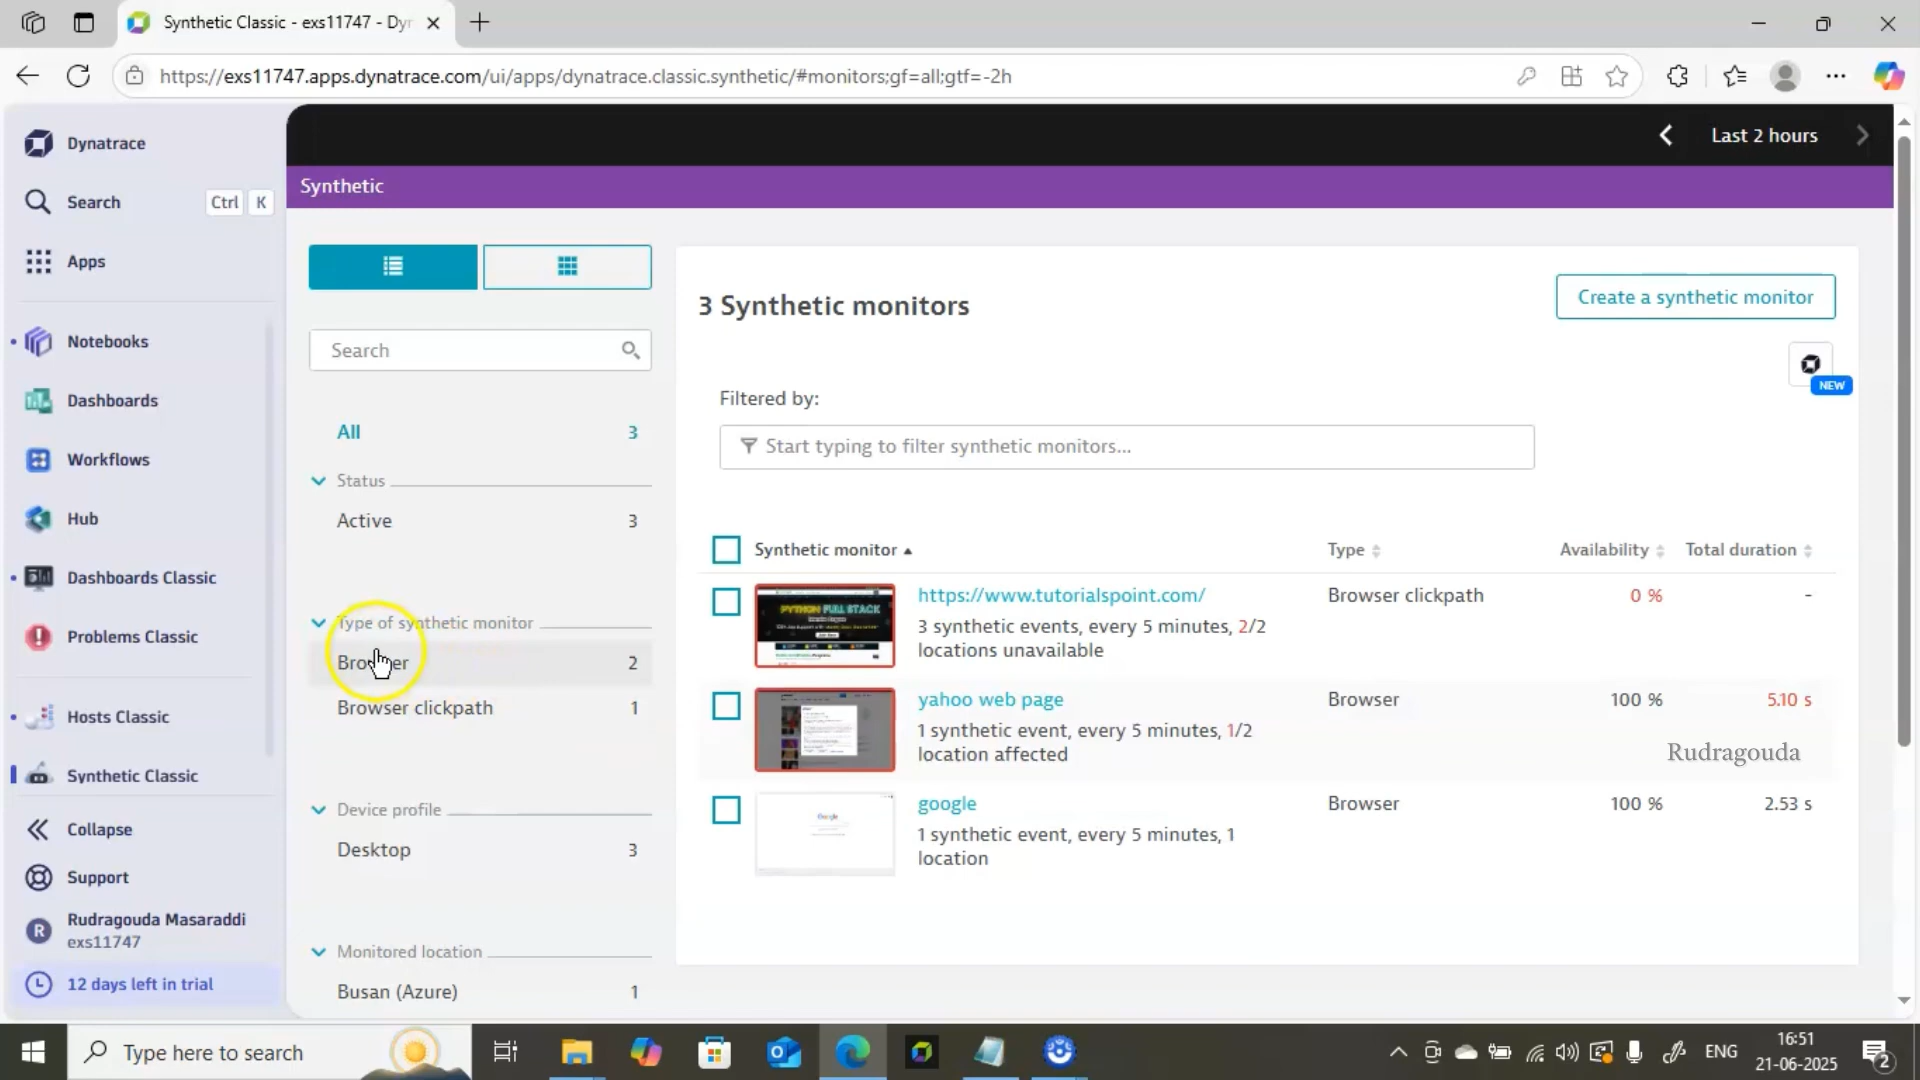 Synthetic Classic - exs11747 - Dyn
https://exs11747.apps.dynatrace.com/ui/apps/dynatrace.classic.synthetic/#monitors;gf=all;gtf=-2h
Dynatrace
Search Ctrl K
Apps
Notebooks
Dashboards
Workflows
Hub
Dashboards Classic
Problems Classic
Hosts Classic
Synthetic Classic
Collapse
Support
R
Rudragouda Masaraddi
exs11747
12 days left in trial
Last 2 hours
Synthetic
Search
All 3
Status
Active 3
Type of synthetic monitor
Browser 2
Browser clickpath 1
Device profile
Desktop 3
Monitored location
Busan (Azure) 1
3 Synthetic monitors
Create a synthetic monitor
NEW
Filtered by:
Start typing to filter synthetic monitors...
Synthetic monitor Type Availability Total duration
PYTHON FULL STACK
https://www.tutorialspoint.com/ Browser clickpath 0 % -
3 synthetic events, every 5 minutes, 2/2
locations unavailable
yahoo web page Browser 100 % 5.10 s
1 synthetic event, every 5 minutes, 1/2
location affected
Rudragouda
Google
google Browser 100 % 2.53 s
1 synthetic event, every 5 minutes, 1
location
Type here to search
ENG
16:51
21-06-2025
2